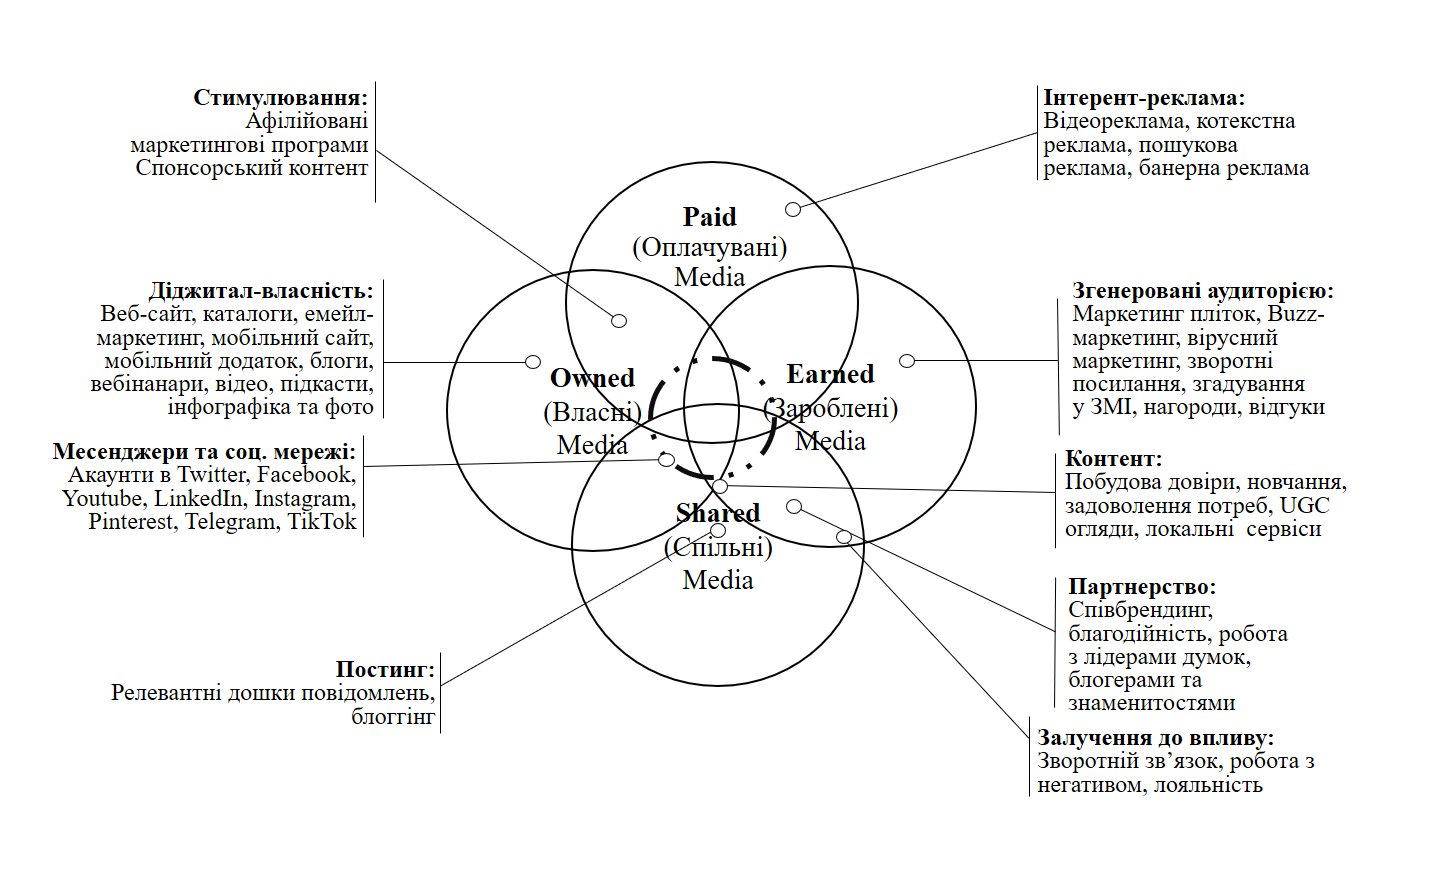 Стимулювання:
Афілійовані
маркетингові програми
Спонсорський контент
Інтерент-реклама:
Відеореклама, котекстна
реклама, пошукова
реклама, банерна реклама
Paid
(Оплачувані)
Media
Діджитал-власність:
Веб-сайт, каталоги, емейл-
маркетинг, мобільний сайт,
мобільний додаток, блоги,
вебінанари, відео, підкасти,
інфографіка та фото
Owned
(Власні)
Media
Earned
(Зароблені)
Media
Згенеровані аудиторією:
Маркетинг пліток, Buzz-
маркетинг, вірусний
маркетинг, зворотні
посилання, згадування
у ЗМІ, нагороди, відгуки
Месенджери та соц. мережі:
Акаунти в Twitter, Facebook,
Youtube, LinkedIn, Instagram,
Pinterest, Telegram, TikTok
Контент:
Побудова довіри, новчання,
задоволення потреб, UGC
огляди, локальні сервіси
Shared
(Спільні)
Media
Партнерство:
Співбрендинг,
благодійність, робота
з лідерами думок,
блогерами та
знаменитостями
Постинг:
Релевантні дошки повідомлень,
блоггінг
Залучення до впливу:
Зворотній зв’язок, робота з
негативом, лояльність